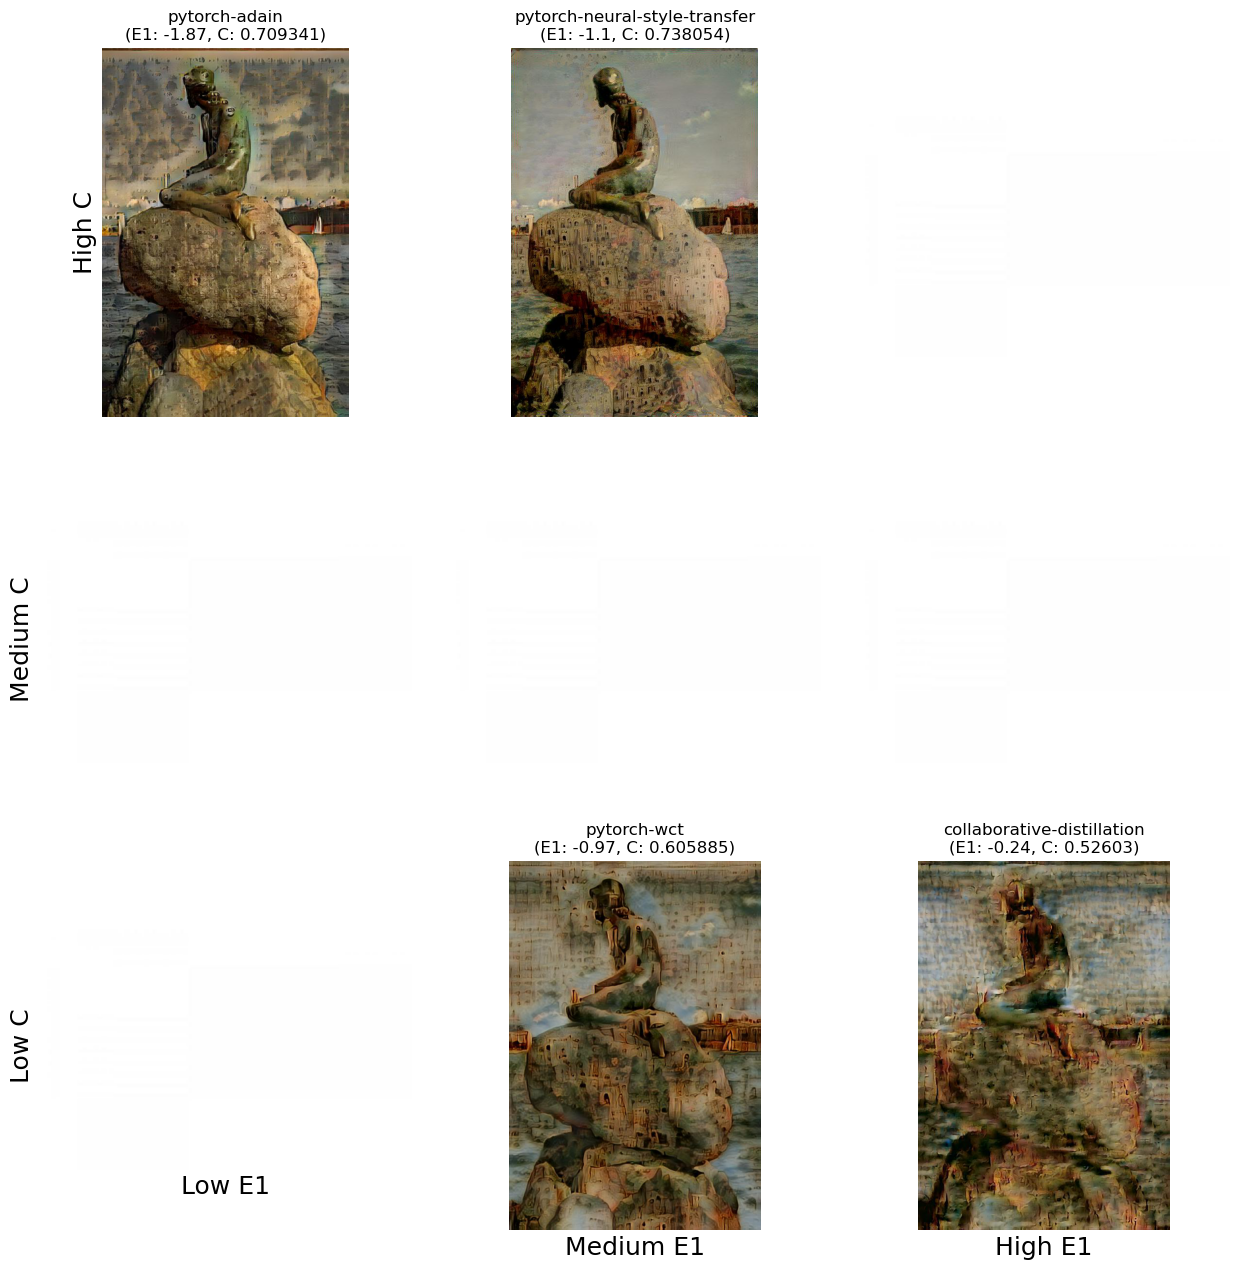 pytorch-adain
(E1: -1.87, C: 0.709341)
pytorch-neural-style-transfer
(E1: -1.1, C: 0.738054)
High C
Medium C
pytorch-wct
(E1: -0.97, C: 0.605885)
collaborative-distillation
(E1: -0.24, C: 0.52603)
Low C
Low E1
Medium E1
High E1